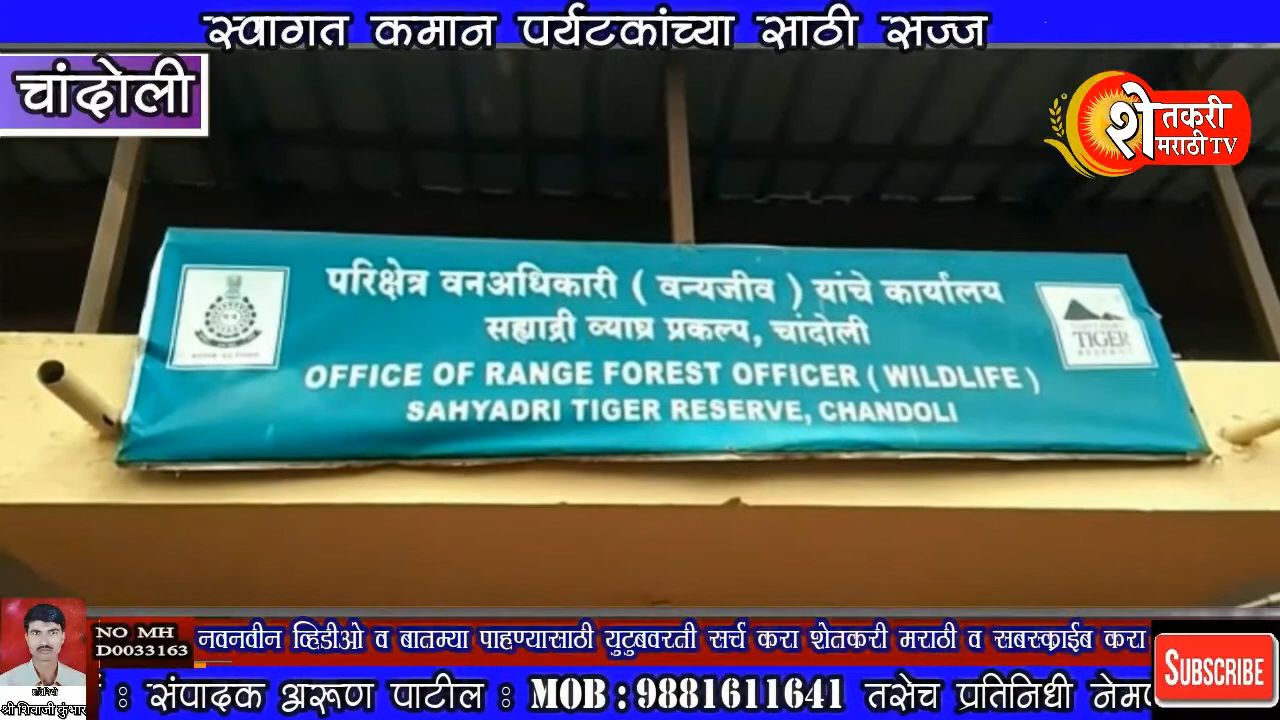 स्वागत कमान पर्यटकांच्या साठी सज्ज
चांदोली
शेतकरी
मराठी TV
परिक्षेत्र वनअधिकारी ( वन्यजीव ) यांचे कार्यालय
सह्याद्री व्याघ्र प्रकल्प, चांदोली
OFFICE OF RANGE FOREST OFFICER ( WILDLIFE )
SAHYADRI TIGER RESERVE, CHANDOLI
TIGER
NO MH
D0033163
नवनवीन व्हिडीओ व बातम्या पाहण्यासाठी युटुबवरती सर्च करा शेतकरी मराठी व सबस्क्राईब करा
SUBSCRIBE
श्री शिवाजी कुंभार
: संपादक अरूण पाटील : MOB : 9881611641 तसेच प्रतिनिधी